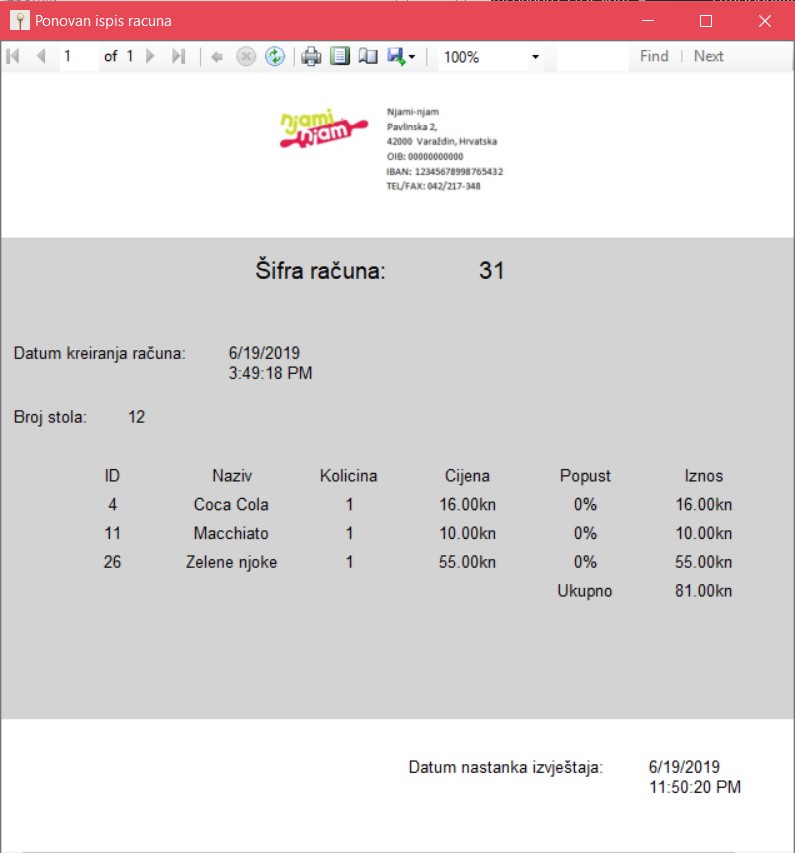 Ponovan ispis racuna
1 of 1 100% Find Next
njami
njam
Njami-njam
Pavlinska 2,
42000 Varaždin, Hrvatska
OIB: 00000000000
IBAN: 12345678998765432
TEL/FAX: 042/217-348
Šifra računa: 31
Datum kreiranja računa: 6/19/2019
3:49:18 PM
Broj stola: 12
ID Naziv Kolicina Cijena Popust Iznos
4 Coca Cola 1 16.00kn 0% 16.00kn
11 Macchiato 1 10.00kn 0% 10.00kn
26 Zelene njoke 1 55.00kn 0% 55.00kn
Ukupno 81.00kn
Datum nastanka izvještaja: 6/19/2019
11:50:20 PM